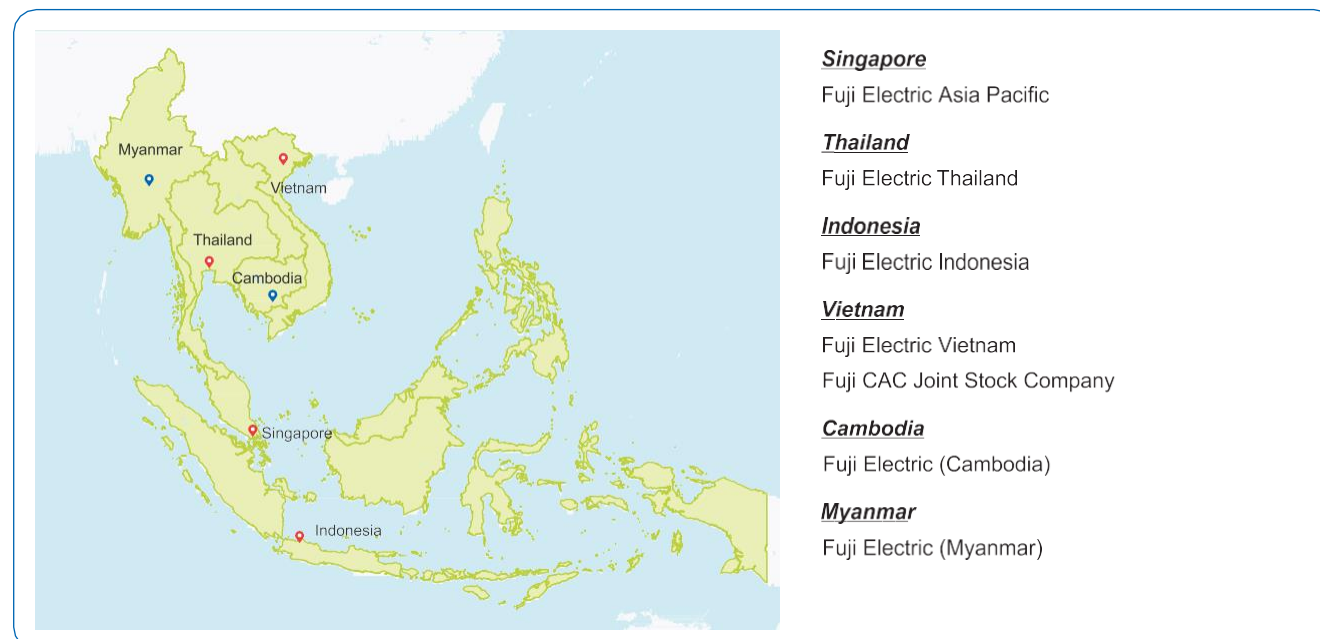 Myanmar
Vietnam
Thailand
Cambodia
Singapore
Indonesia
Singapore
Fuji Electric Asia Pacific
Thailand
Fuji Electric Thailand
Indonesia
Fuji Electric Indonesia
Vietnam
Fuji Electric Vietnam
Fuji CAC Joint Stock Company
Cambodia
Fuji Electric (Cambodia)
Myanmar
Fuji Electric (Myanmar)